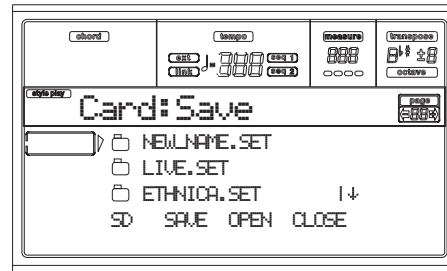 chord tempo measure transpose
ext seq 1
link seq 2
octave
style play Card:Save page
NEW_NAME.SET
LIVE.SET
ETHNICA.SET
SD SAVE OPEN CLOSE